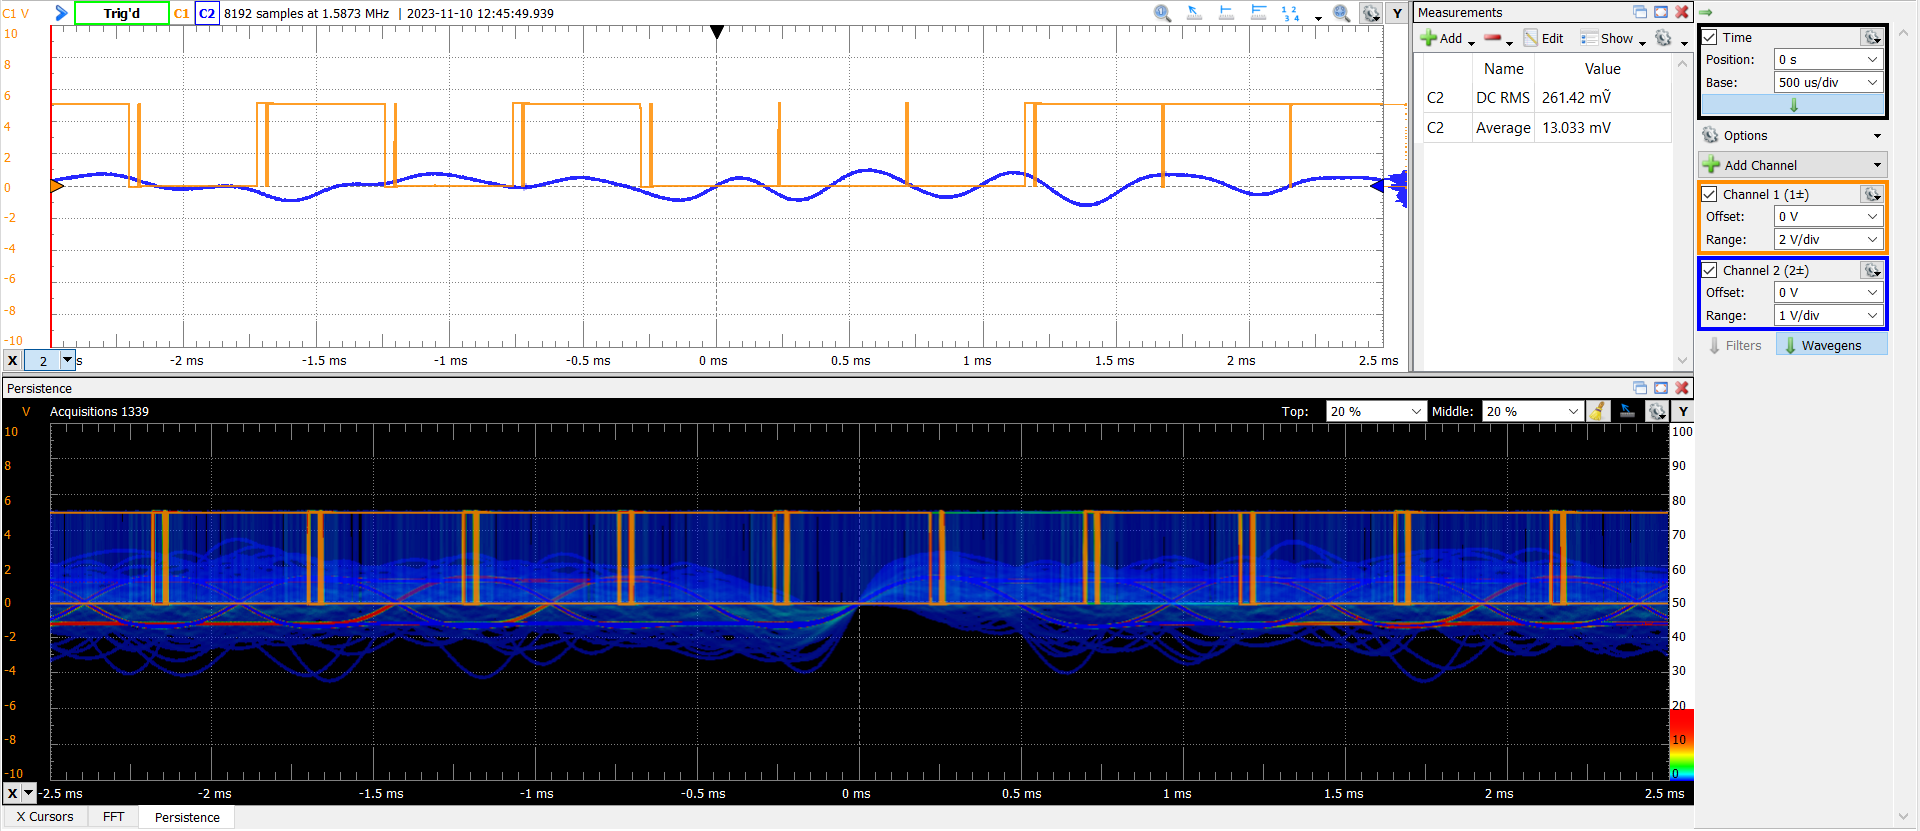 C1 V
Trig'd
C1
C2
8192 samples at 1.5873 MHz | 2023-11-10 12:45:49.939
1 2
3 4
Y
10
8
6
4
2
0
-2
-4
-6
-8
-10
X
2
s
-2 ms
-1.5 ms
-1 ms
-0.5 ms
0 ms
0.5 ms
1 ms
1.5 ms
2 ms
2.5 ms
Measurements
Add
Edit
Show
Name Value
C2 DC RMS 261.42 mṼ
C2 Average 13.033 mV
Time
Position: 0 s
Base: 500 us/div
Options
Add Channel
Channel 1 (1±)
Offset: 0 V
Range: 2 V/div
Channel 2 (2±)
Offset: 0 V
Range: 1 V/div
Filters
Wavegens
Persistence
V
Acquisitions 1339
Top: 20 %
Middle: 20 %
Y
10
8
6
4
2
0
-2
-4
-6
-8
-10
100
90
80
70
60
50
40
30
20
10
0
X
-2.5 ms
-2 ms
-1.5 ms
-1 ms
-0.5 ms
0 ms
0.5 ms
1 ms
1.5 ms
2 ms
2.5 ms
X Cursors
FFT
Persistence